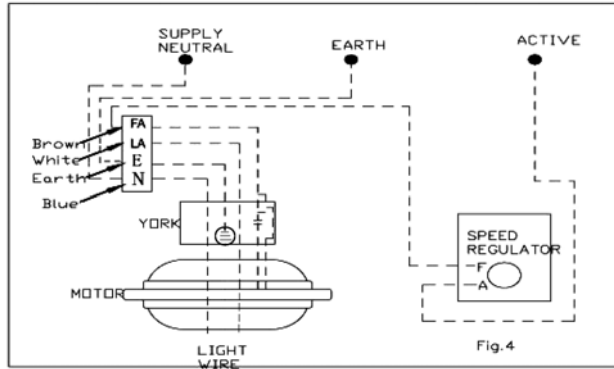 SUPPLY
NEUTRAL
EARTH
ACTIVE
FA
LA
E
N
Brown
White
Earth
Blue
YORK
MOTOR
LIGHT
WIRE
SPEED
REGULATOR
F
A
Fig.4